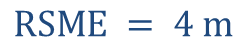 RSME = 4 m